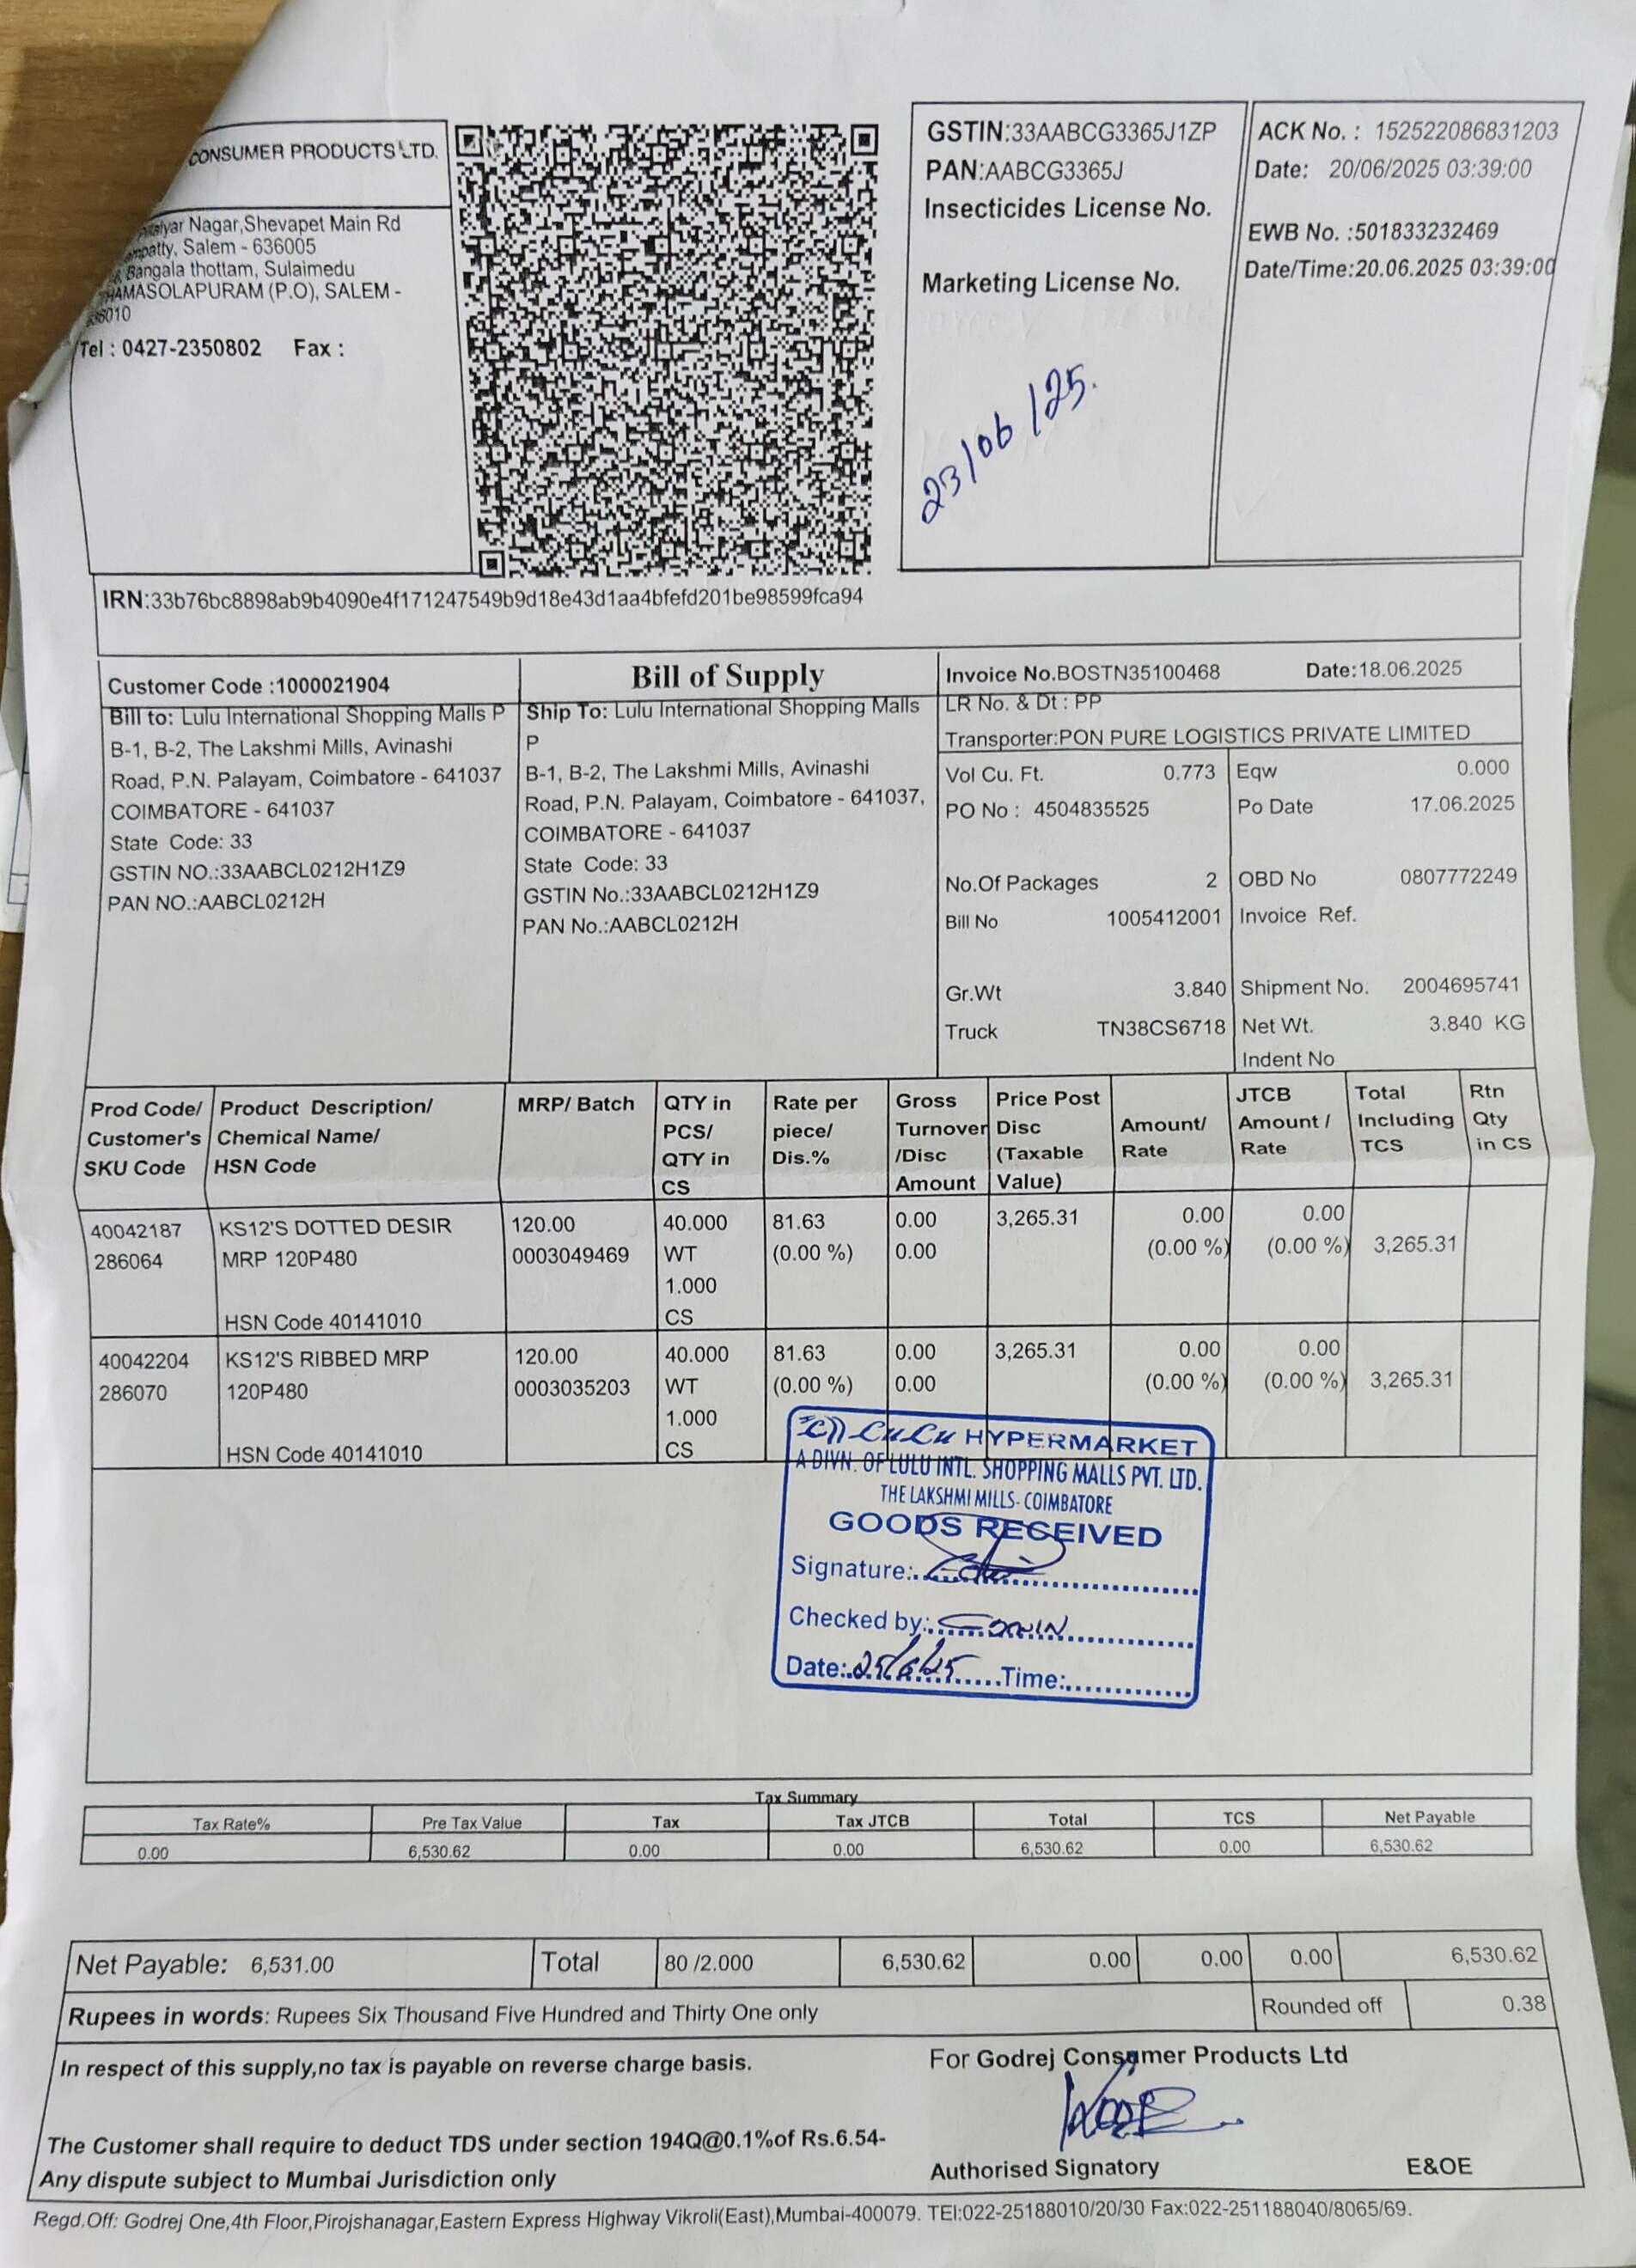 CONSUMER PRODUCTS LTD.
Nagar,Shevapet Main Rd
Salem - 636005
Bangala thottam, Sulaimedu
(P.O), SALEM -
Tel : 0427-2350802 Fax :
GSTIN:33AABCG3365J1ZP
PAN:AABCG3365J
Insecticides License No.
Marketing License No.
23/06/25.
ACK No. : 152522086831203
Date: 20/06/2025 03:39:00
EWB No. :501833232469
Date/Time:20.06.2025 03:39:00
IRN:33b76bc8898ab9b4090e4f171247549b9d18e43d1aa4bfefd201be98599fca94
Customer Code :1000021904
Bill of Supply
Invoice No.BOSTN35100468 Date:18.06.2025
Bill to: Lulu International Shopping Malls P
B-1, B-2, The Lakshmi Mills, Avinashi
Road, P.N. Palayam, Coimbatore - 641037
COIMBATORE - 641037
State Code: 33
GSTIN NO.:33AABCL0212H1Z9
PAN NO.:AABCL0212H
Ship To: Lulu International Shopping Malls
P
B-1, B-2, The Lakshmi Mills, Avinashi
Road, P.N. Palayam, Coimbatore - 641037,
COIMBATORE - 641037
State Code: 33
GSTIN No.:33AABCL0212H1Z9
PAN No.:AABCL0212H
LR No. & Dt : PP
Transporter:PON PURE LOGISTICS PRIVATE LIMITED
Vol Cu. Ft. 0.773 Eqw 0.000
PO No : 4504835525 Po Date 17.06.2025
No.Of Packages 2 OBD No 0807772249
Bill No 1005412001 Invoice Ref.
Gr.Wt 3.840 Shipment No. 2004695741
Truck TN38CS6718 Net Wt. 3.840 KG
Indent No
Prod Code/ Customer's SKU Code
Product Description/ Chemical Name/ HSN Code
MRP/ Batch
QTY in PCS/ QTY in CS
Rate per piece/ Dis.%
Gross Turnover /Disc Amount
Price Post Disc (Taxable Value)
Amount/ Rate
JTCB Amount / Rate
Total Including TCS
Rtn Qty in CS
40042187 KS12'S DOTTED DESIR 120.00 40.000 81.63 0.00 3,265.31 0.00 0.00
286064 MRP 120P480 0003049469 WT (0.00 %) 0.00 (0.00 %) (0.00 %) 3,265.31
1.000
HSN Code 40141010 CS
40042204 KS12'S RIBBED MRP 120.00 40.000 81.63 0.00 3,265.31 0.00 0.00
286070 120P480 0003035203 WT (0.00 %) 0.00 (0.00 %) (0.00 %) 3,265.31
1.000
HSN Code 40141010 CS
LuLu HYPERMARKET
A DIVN. OF LULU INTL. SHOPPING MALLS PVT. LTD.
THE LAKSHMI MILLS- COIMBATORE
GOODS RECEIVED
Signature:
Checked by:
Date: 25/6/25 Time:
Tax Summary
Tax Rate% Pre Tax Value Tax Tax JTCB Total TCS Net Payable
0.00 6,530.62 0.00 0.00 6,530.62 0.00 6,530.62
Net Payable: 6,531.00 Total 80 /2.000 6,530.62 0.00 0.00 0.00 6,530.62
Rupees in words: Rupees Six Thousand Five Hundred and Thirty One only Rounded off 0.38
In respect of this supply,no tax is payable on reverse charge basis.
For Godrej Consumer Products Ltd
The Customer shall require to deduct TDS under section 194Q@0.1%of Rs.6.54-
Any dispute subject to Mumbai Jurisdiction only
Authorised Signatory E&OE
Regd.Off: Godrej One,4th Floor,Pirojshanagar,Eastern Express Highway Vikroli(East),Mumbai-400079. TEl:022-25188010/20/30 Fax:022-251188040/8065/69.